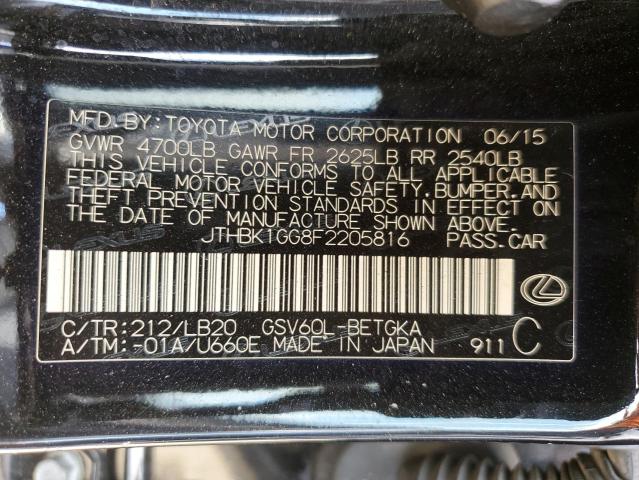 MFD BY: TOYOTA MOTOR CORPORATION 06/15
GVWR 4700LB GAWR FR 2625LB RR 2540LB
THIS VEHICLE CONFORMS TO ALL APPLICABLE
FEDERAL MOTOR VEHICLE SAFETY, BUMPER, AND
THEFT PREVENTION STANDARDS IN EFFECT ON
THE DATE OF MANUFACTURE SHOWN ABOVE.
JTHBK1GG8F2205816 PASS.CAR
C/TR:212/LB20 GSV60L-BETGKA
A/TM:-01A/U660E MADE IN JAPAN 911 C